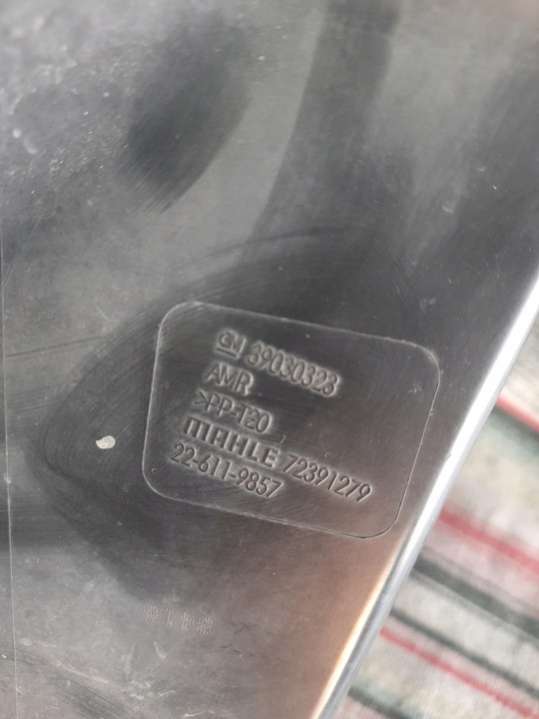 GM 39030323
AMR
>PP-T20
MAHLE 72391279
22-611-9857